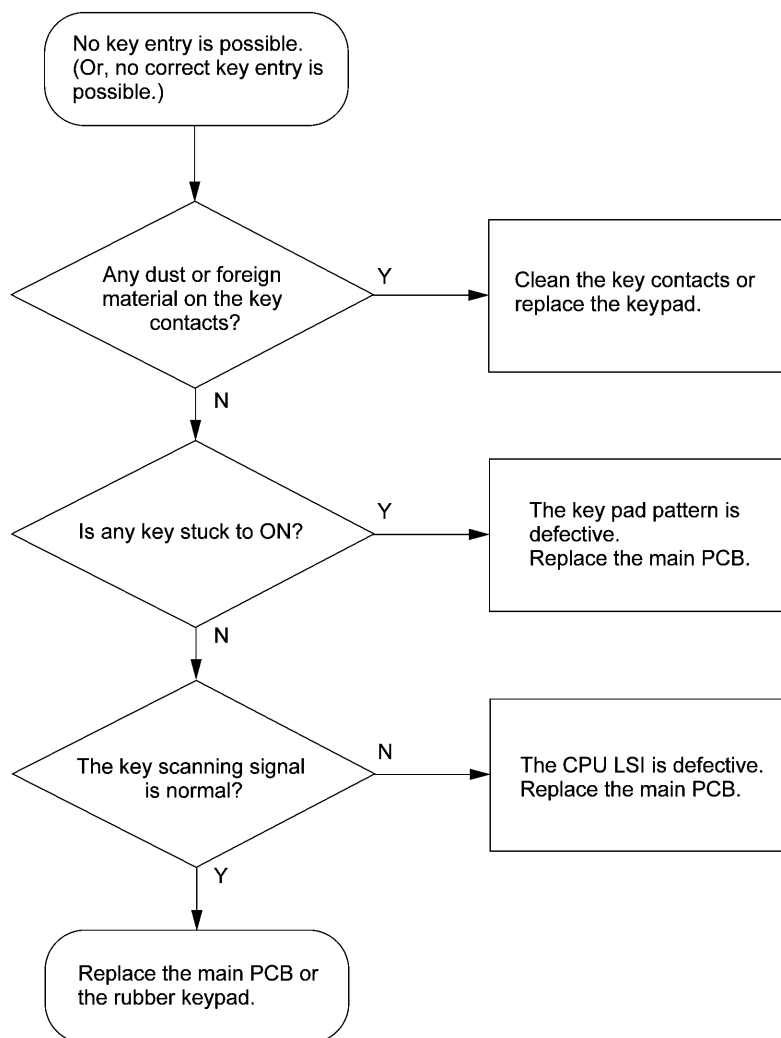 No key entry is possible.
(Or, no correct key entry is
possible.)
Any dust or foreign
material on the key
contacts?
Y
Clean the key contacts or
replace the keypad.
N
Is any key stuck to ON?
Y
The key pad pattern is
defective.
Replace the main PCB.
N
The key scanning signal
is normal?
N
The CPU LSI is defective.
Replace the main PCB.
Y
Replace the main PCB or
the rubber keypad.